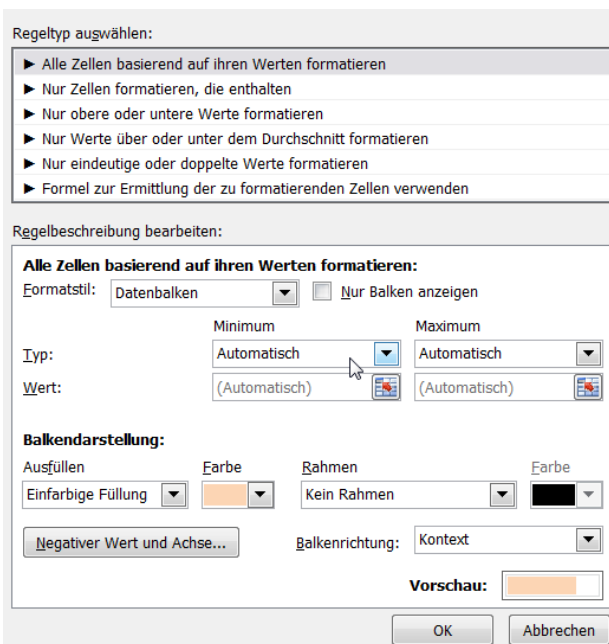 Regeltyp auswählen:
► Alle Zellen basierend auf ihren Werten formatieren
► Nur Zellen formatieren, die enthalten
► Nur obere oder untere Werte formatieren
► Nur Werte über oder unter dem Durchschnitt formatieren
► Nur eindeutige oder doppelte Werte formatieren
► Formel zur Ermittlung der zu formatierenden Zellen verwenden
Regelbeschreibung bearbeiten:
Alle Zellen basierend auf ihren Werten formatieren:
Formatstil: Datenbalken Nur Balken anzeigen
Minimum Maximum
Typ: Automatisch Automatisch
Wert: (Automatisch) (Automatisch)
Balkendarstellung:
Ausfüllen Farbe Rahmen Farbe
Einfarbige Füllung Kein Rahmen
Negativer Wert und Achse... Balkenrichtung: Kontext
Vorschau:
OK Abbrechen